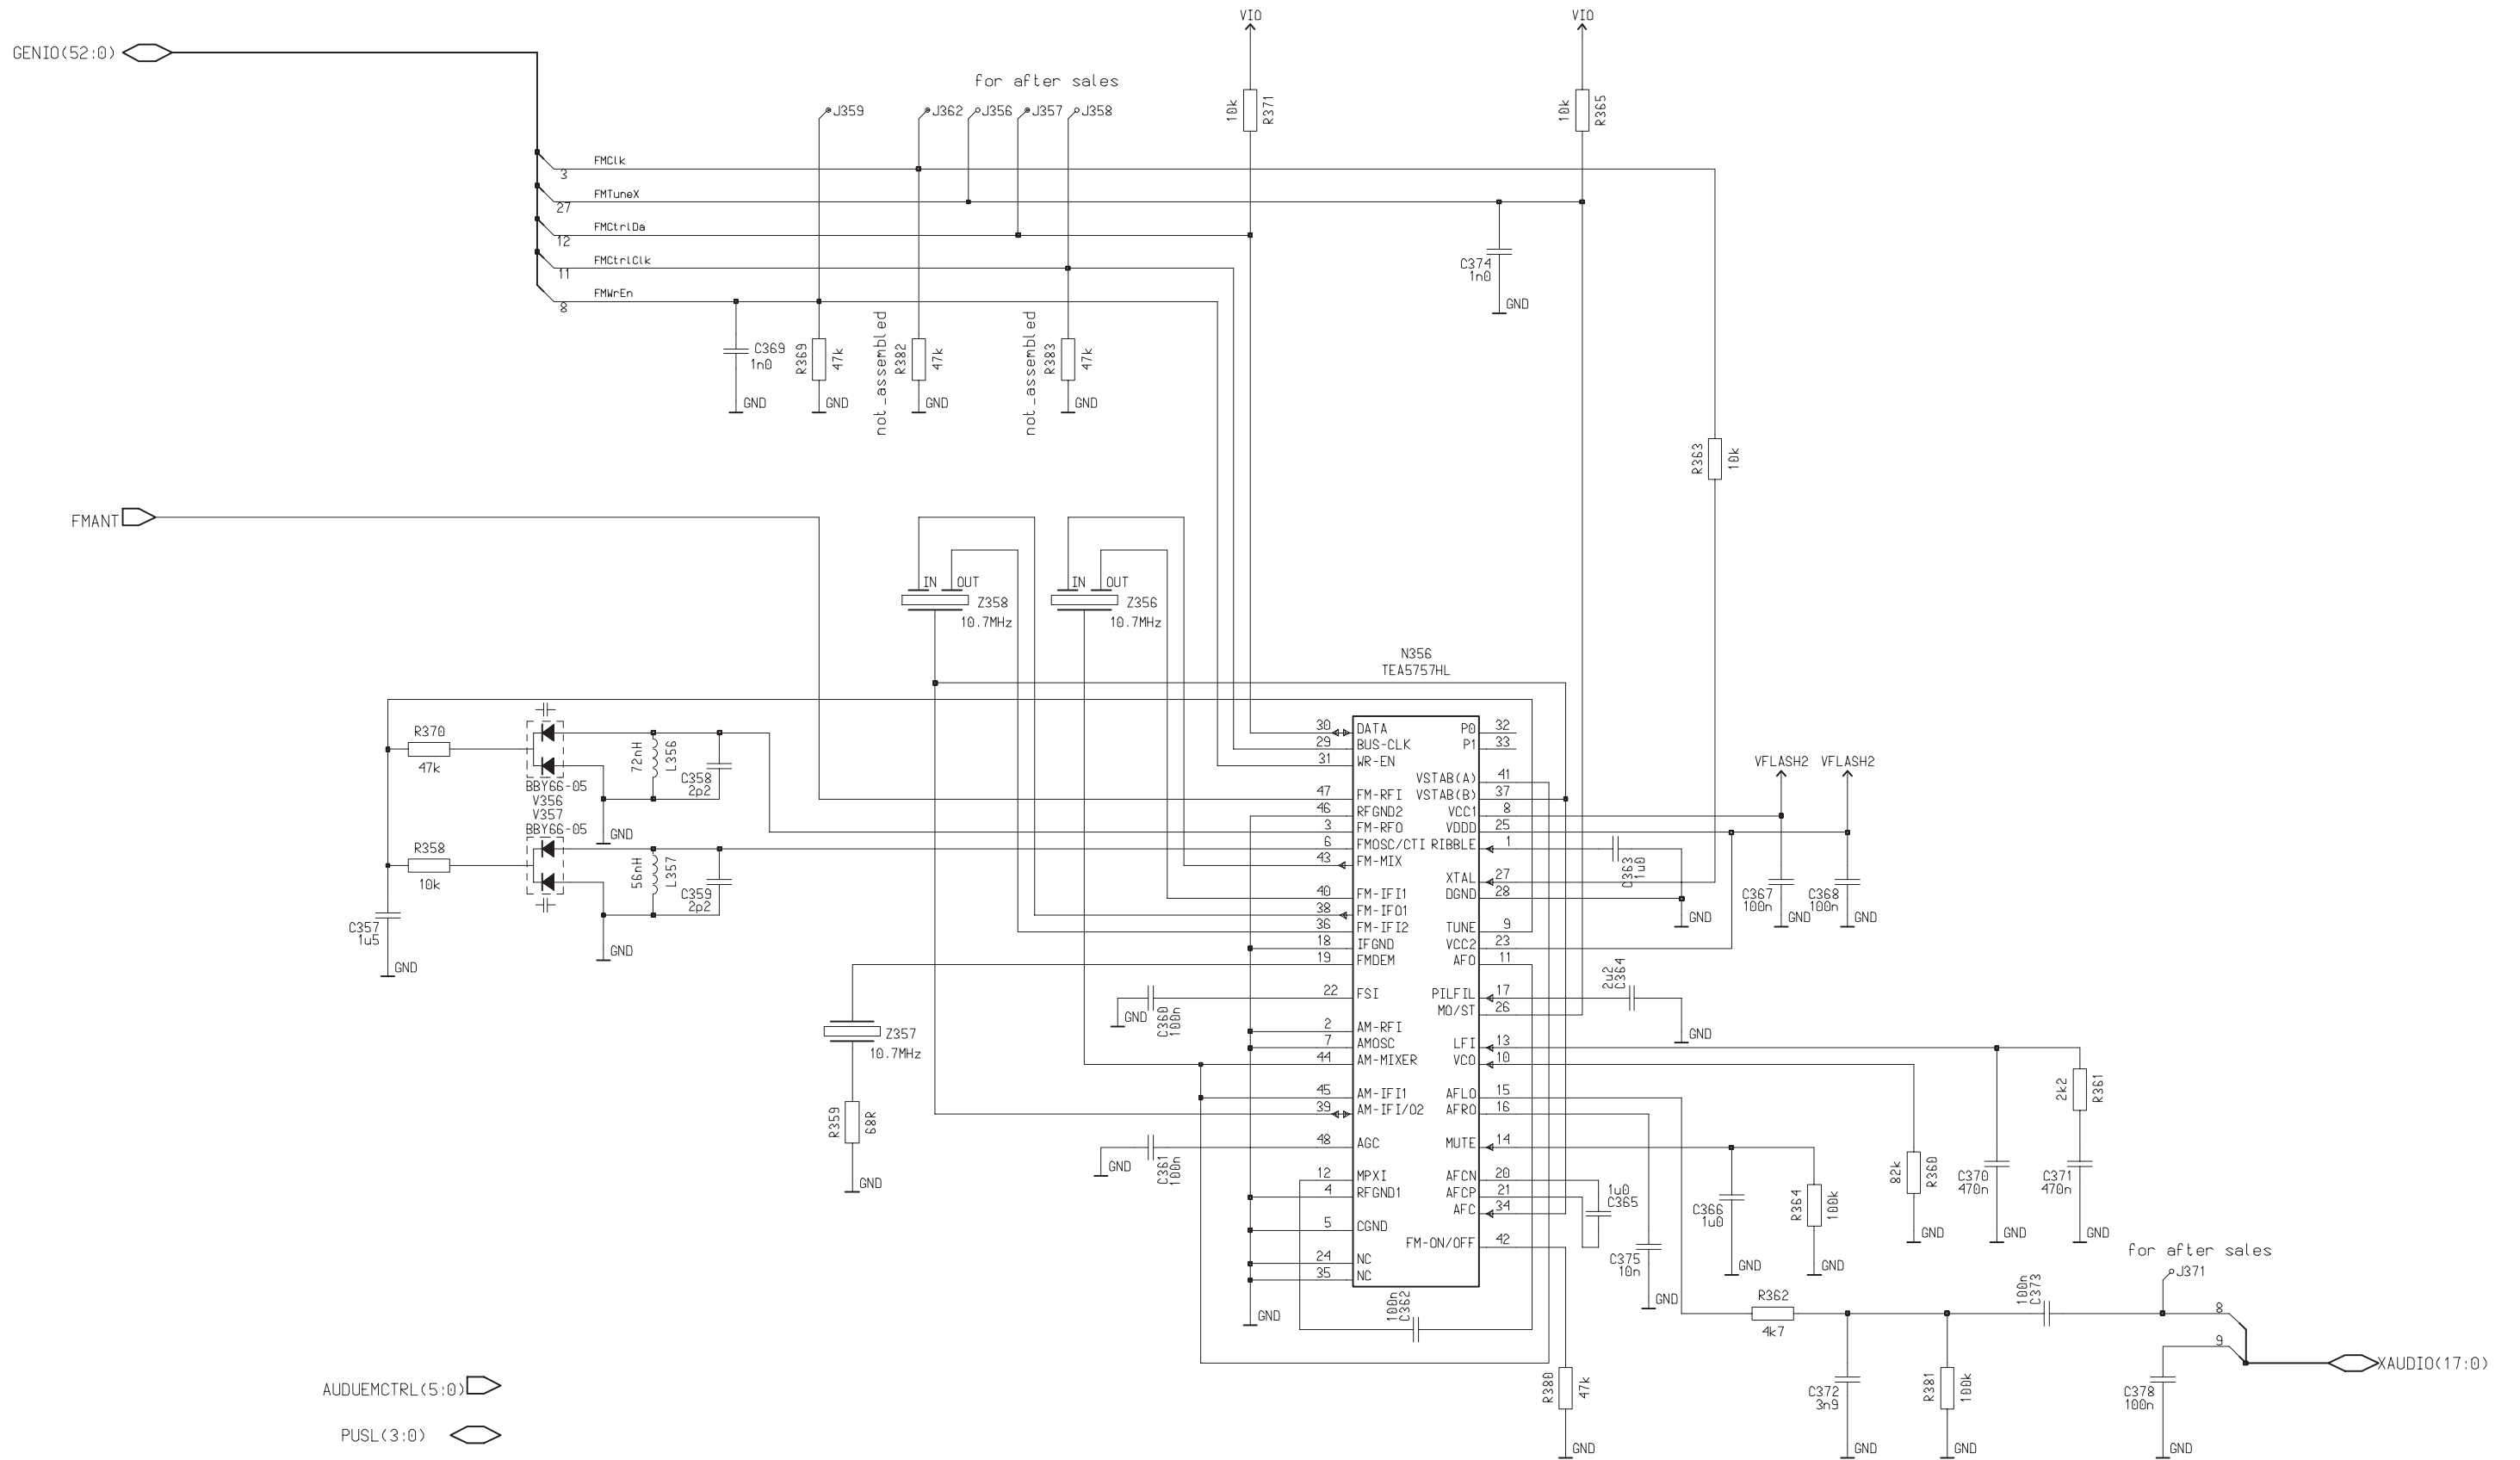 VIO
VIO
GENIO(52:0)
for after sales
J359
J362
J356
J357
J358
10k
R371
10k
R365
FMClk
3
FMTuneX
27
FMCtrlDa
12
FMCtrlClk
11
FMWrEn
8
C374
1n0
GND
C369
1n0
GND
R369
47k
GND
not_assembled
R382
47k
GND
not_assembled
R383
47k
GND
R363
10k
FMANT
IN
OUT
Z358
10.7MHz
IN
OUT
Z356
10.7MHz
N356
TEA5757HL
R370
47k
BBY66-05
V356
V357
BBY66-05
72nH
L356
C358
2p2
GND
R358
10k
56nH
L357
C359
2p2
GND
C357
1u5
GND
30 DATA
29 BUS-CLK
31 WR-EN
47 FM-RFI
46 RFGND2
3 FM-RFO
6 FMOSC/CTI
43 FM-MIX
40 FM-IFI1
38 FM-IFO1
36 FM-IFI2
18 IFGND
19 FMDEM
22 FSI
2 AM-RFI
7 AMOSC
44 AM-MIXER
45 AM-IFI1
39 AM-IFI/O2
48 AGC
12 MPXI
4 RFGND1
5 CGND
24 NC
35 NC
P0 32
P1 33
VSTAB(A) 41
VSTAB(B) 37
VCC1 8
VDDD 25
RIBBLE 1
XTAL 27
DGND 28
TUNE 9
VCC2 23
AFO 11
PILFIL 17
MO/ST 26
LFI 13
VCO 10
AFLO 15
AFRO 16
MUTE 14
AFCN 20
AFCP 21
AFC 34
FM-ON/OFF 42
VFLASH2
VFLASH2
C363
1u0
GND
C367
100n
GND
C368
100n
GND
2u2
C364
GND
Z357
10.7MHz
R359
68R
GND
GND
C360
100n
GND
C361
100n
GND
100n
C362
1u0
C365
C375
10n
GND
C366
1u0
GND
R364
100k
GND
82k
R360
GND
C370
470n
GND
2k2
R361
C371
470n
GND
for after sales
J371
R362
4k7
100n
C373
8
9
R380
47k
GND
C372
3n9
GND
R381
100k
GND
C378
100n
GND
XAUDIO(17:0)
AUDUEMCTRL(5:0)
PUSL(3:0)